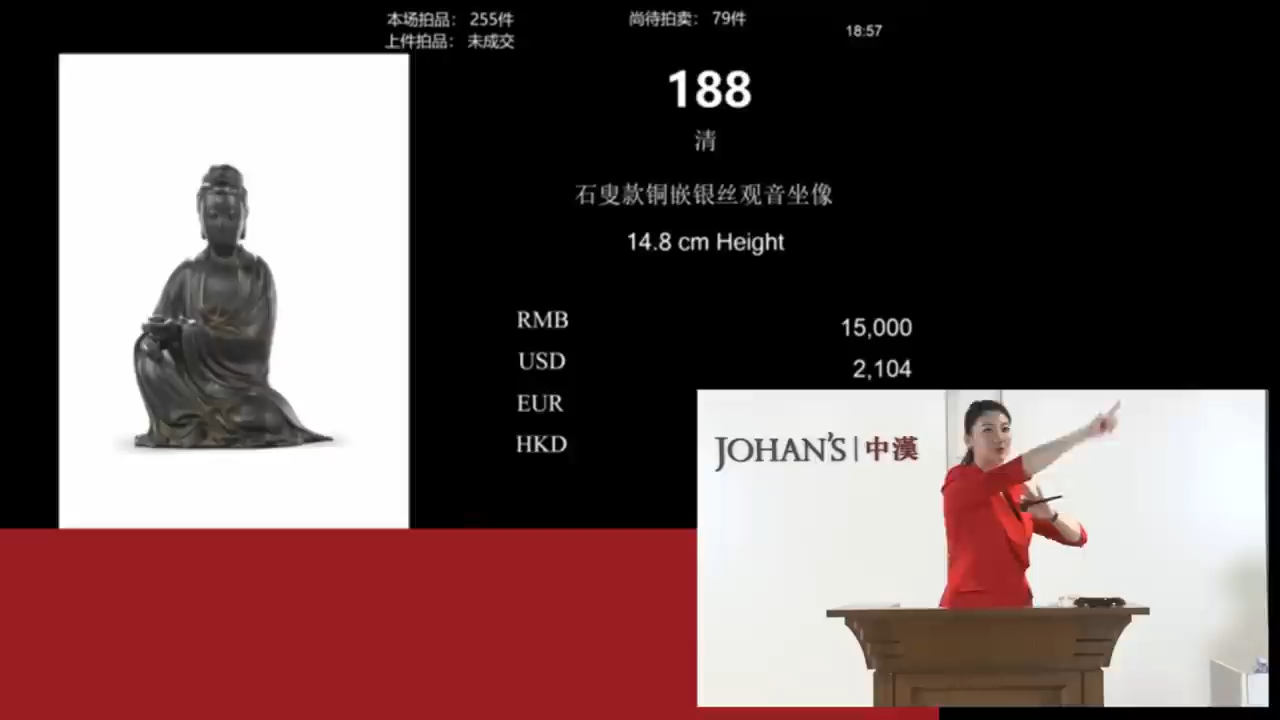 本场拍品： 255件
尚待拍卖： 79件
上件拍品： 未成交
18:57
188
清
石叟款铜嵌银丝观音坐像
14.8 cm Height
RMB 15,000
USD 2,104
EUR
HKD
JOHAN'S | 中漢